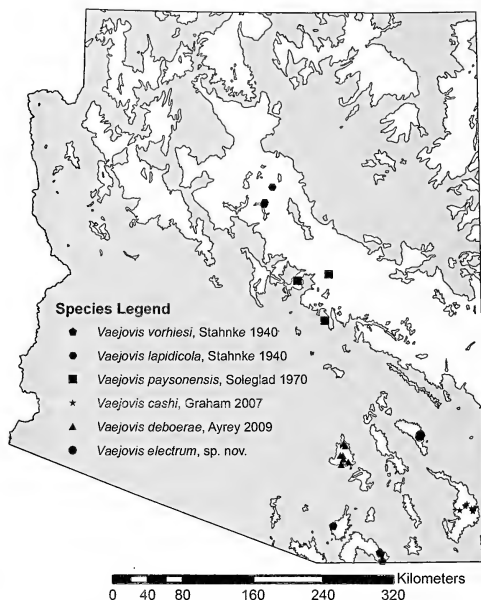 Species Legend
Vaejovis vorhiesi, Stahnke 1940
Vaejovis lapidicola, Stahnke 1940
Vaejovis paysonensis, Soleglad 1970
Vaejovis cashi, Graham 2007
Vaejovis deboerae, Ayrey 2009
Vaejovis electrum, sp. nov.
Kilometers
0 40 80 160 240 320